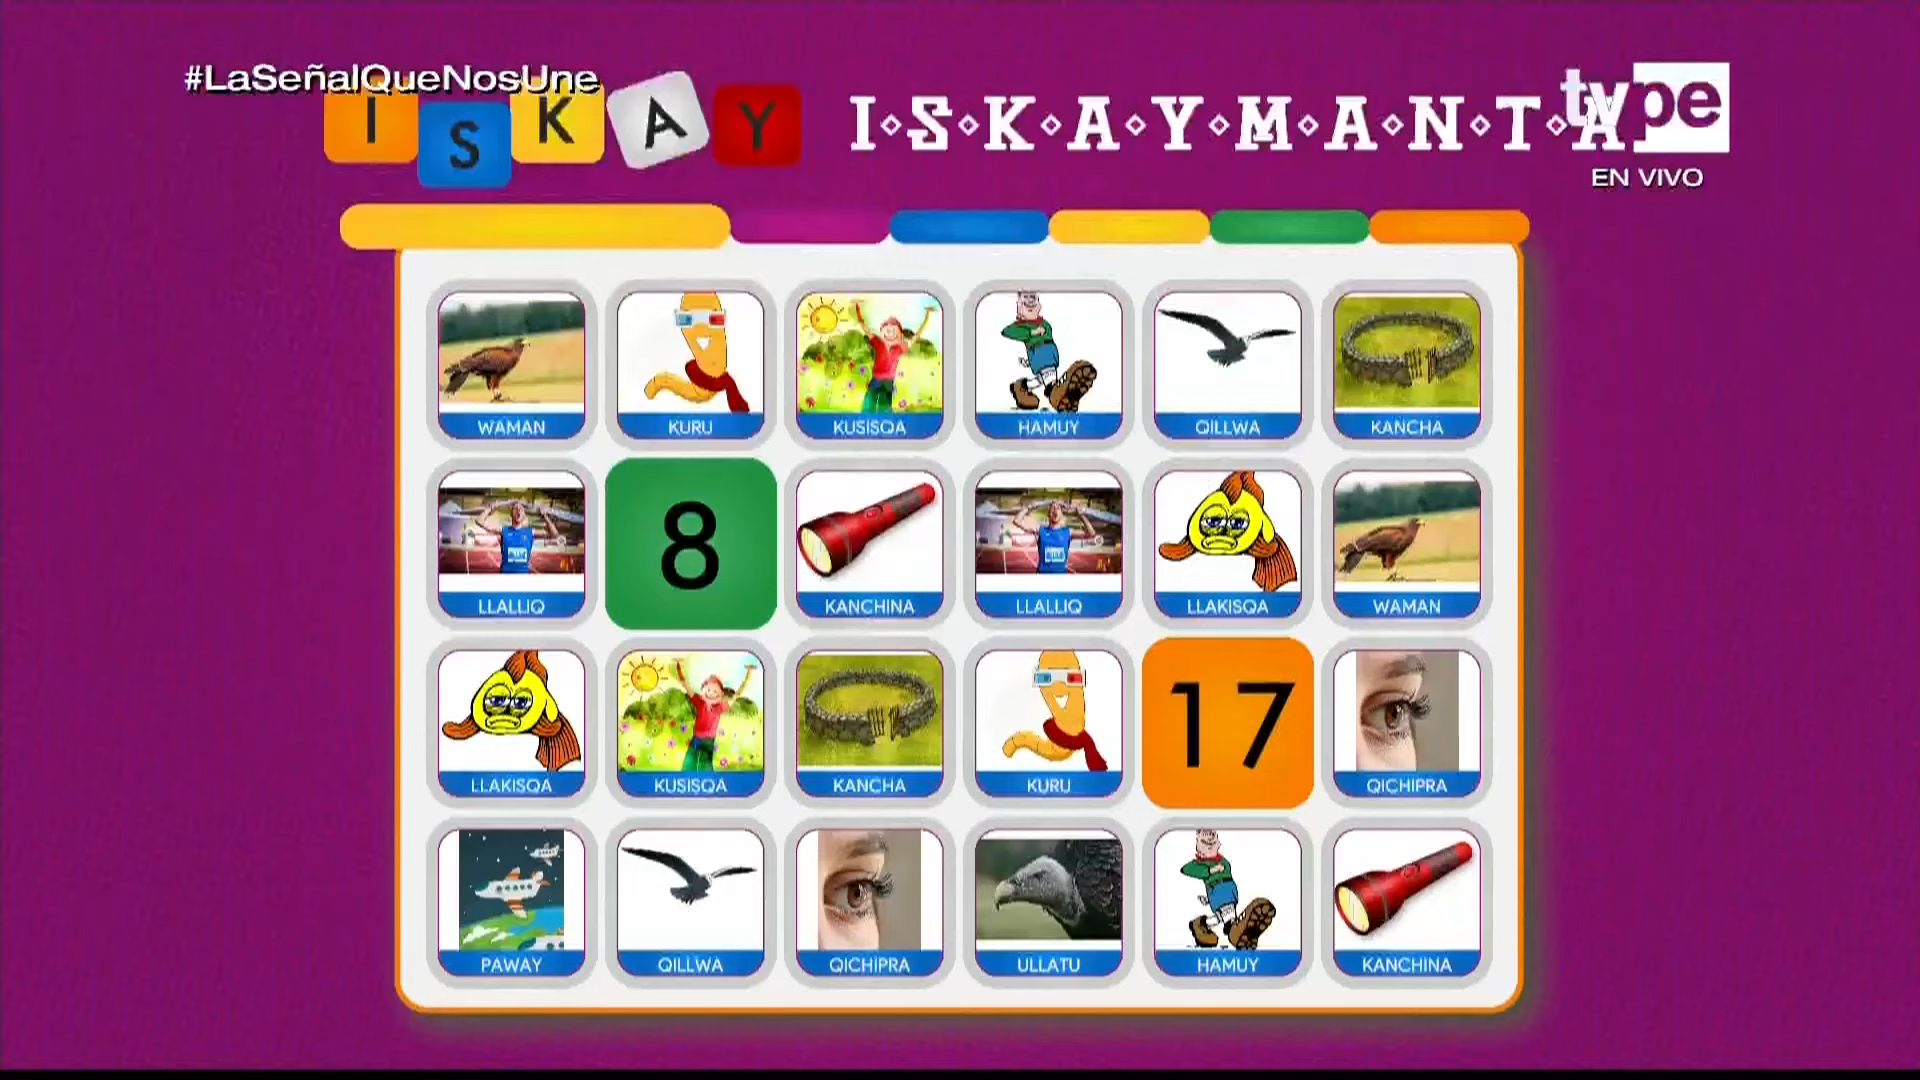 #LaSeñalQueNosUne
ISKAY
I·S·K·A·Y·M·A·N·T·A
tvpe
EN VIVO
WAMAN KURU KUSISQA HAMUY QILLWA KANCHA
LLALLIQ 8 KANCHINA LLALLIQ LLAKISQA WAMAN
LLAKISQA KUSISQA KANCHA KURU 17 QICHIPRA
PAWAY QILLWA QICHIPRA ULLATU HAMUY KANCHINA